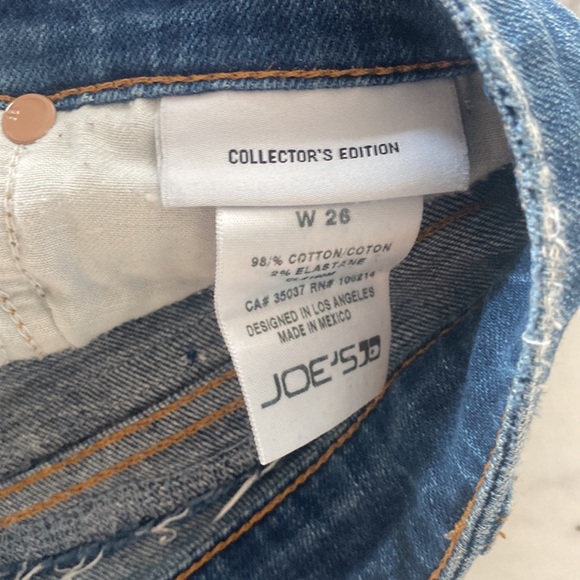 COLLECTOR'S EDITION
W 26
98/% COTTON/COTON
2% ELASTANE
CA# 35037 RN# 106214
DESIGNED IN LOS ANGELES
MADE IN MEXICO
JOE'S